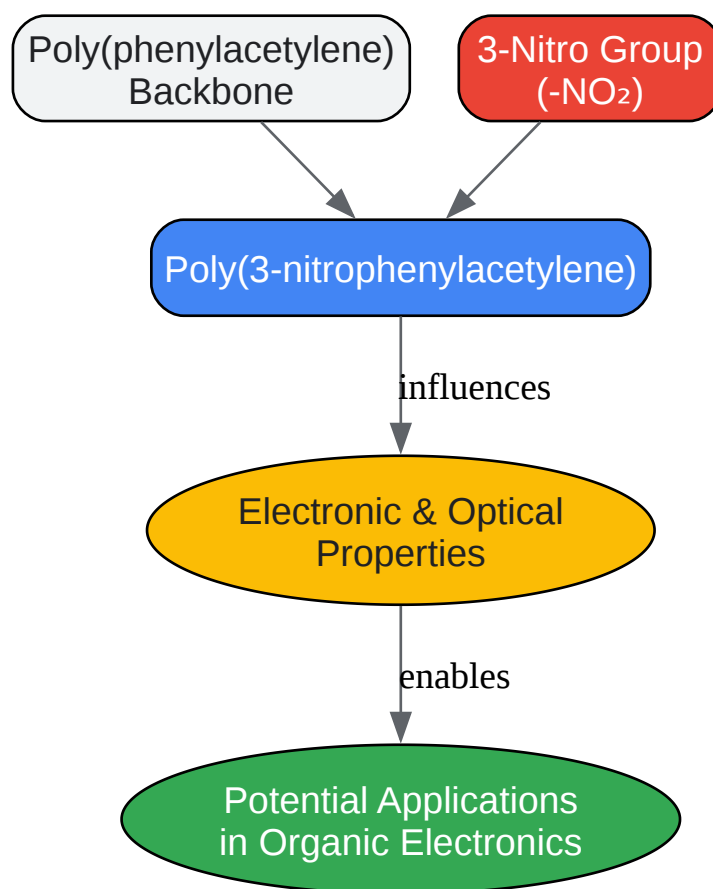 Poly(phenylacetylene)
Backbone
3-Nitro Group
(-NO₂)
Poly(3-nitrophenylacetylene)
influences
Electronic & Optical
Properties
enables
Potential Applications
in Organic Electronics